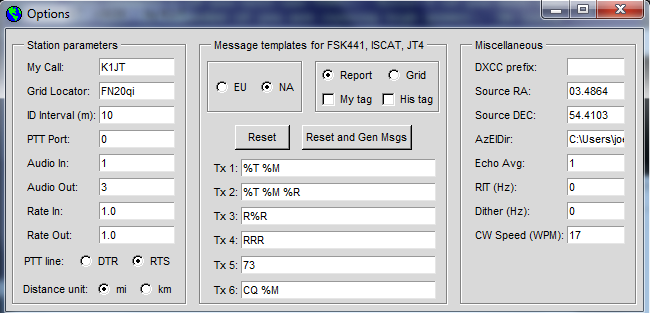 Options
Station parameters
My Call: K1JT
Grid Locator: FN20qi
ID Interval (m): 10
PTT Port: 0
Audio In: 1
Audio Out: 3
Rate In: 1.0
Rate Out: 1.0
PTT line: DTR RTS
Distance unit: mi km
Message templates for FSK441, ISCAT, JT4
EU NA
Report Grid
My tag His tag
Reset Reset and Gen Msgs
Tx 1: %T %M
Tx 2: %T %M %R
Tx 3: R%R
Tx 4: RRR
Tx 5: 73
Tx 6: CQ %M
Miscellaneous
DXCC prefix:
Source RA: 03.4864
Source DEC: 54.4103
AzElDir: C:\Users\joe
Echo Avg: 1
RIT (Hz): 0
Dither (Hz): 0
CW Speed (WPM): 17